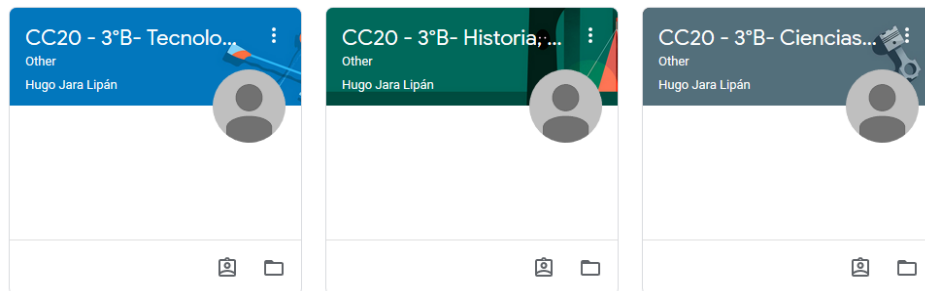 CC20 - 3°B- Tecnolo...
Other
Hugo Jara Lipán
CC20 - 3°B- Historia;...
Other
Hugo Jara Lipán
CC20 - 3°B- Ciencias...
Other
Hugo Jara Lipán